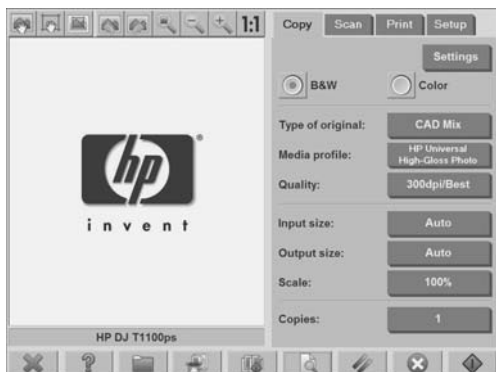 1:1
Copy
Scan
Print
Setup
Settings
B&W
Color
Type of original:
CAD Mix
Media profile:
HP Universal
High-Gloss Photo
Quality:
300dpi/Best
Input size:
Auto
Output size:
Auto
Scale:
100%
Copies:
1
hp
invent
HP DJ T1100ps
?